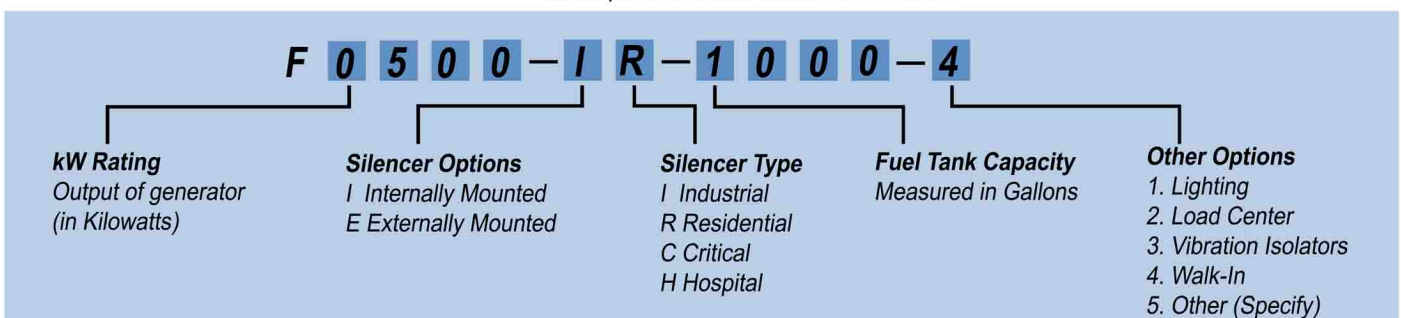 F 0 5 0 0 – I R – 1 0 0 0 – 4
kW Rating
Output of generator
(in Kilowatts)
Silencer Options
I Internally Mounted
E Externally Mounted
Silencer Type
I Industrial
R Residential
C Critical
H Hospital
Fuel Tank Capacity
Measured in Gallons
Other Options
1. Lighting
2. Load Center
3. Vibration Isolators
4. Walk-In
5. Other (Specify)